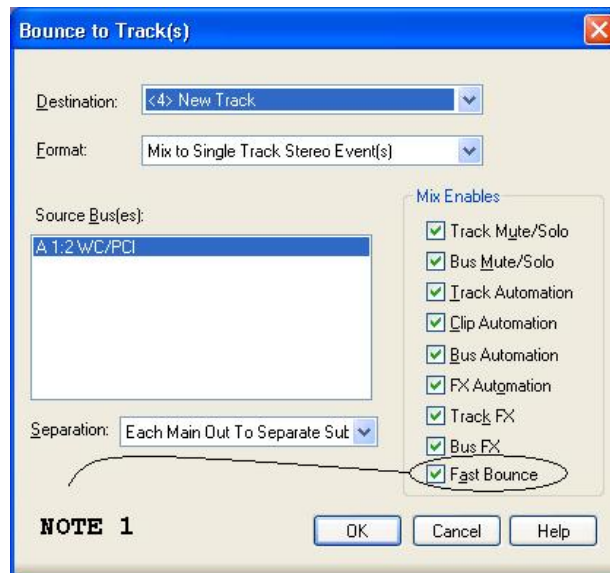 Bounce to Track(s)
Destination: <4> New Track
Format: Mix to Single Track Stereo Event(s)
Source Bus(es):
A 1:2 WC/PCI
Separation: Each Main Out To Separate Sub
Mix Enables
Track Mute/Solo
Bus Mute/Solo
Track Automation
Clip Automation
Bus Automation
FX Automation
Track FX
Bus FX
Fast Bounce
NOTE 1
OK Cancel Help